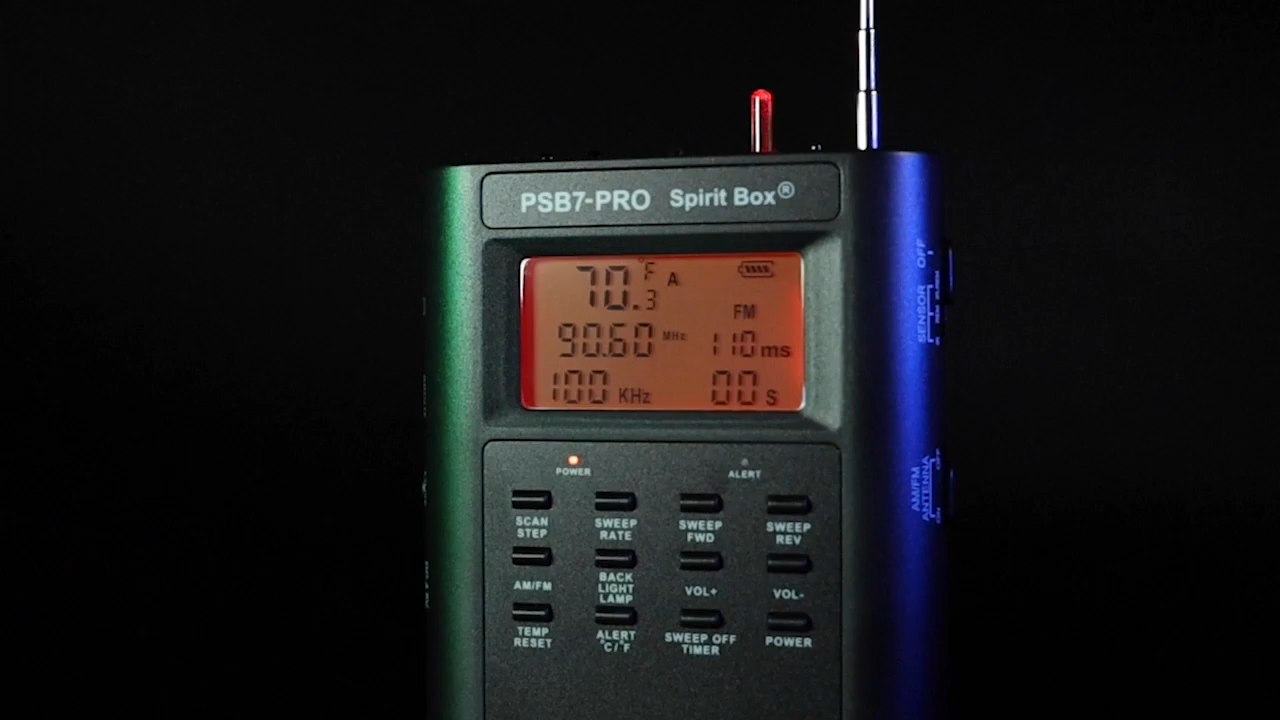 PSB7-PRO Spirit Box®
70.3 °F A
FM
90.60 MHz 110 ms
100 KHz 00 S
POWER ALERT
SCAN STEP
SWEEP RATE
SWEEP FWD
SWEEP REV
AM/FM
BACK LIGHT LAMP
VOL+
VOL-
TEMP RESET
ALERT °C/°F
SWEEP OFF TIMER
POWER
OFF
SENSOR
AM/FM ANTENNA
ON OFF